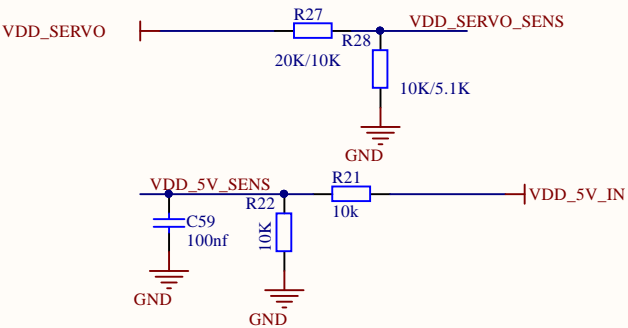 R27
VDD_SERVO_SENS
VDD_SERVO
R28
20K/10K
10K/5.1K
GND
R21
VDD_5V_SENS
VDD_5V_IN
R22
10k
C59
10K
100nf
GND
GND